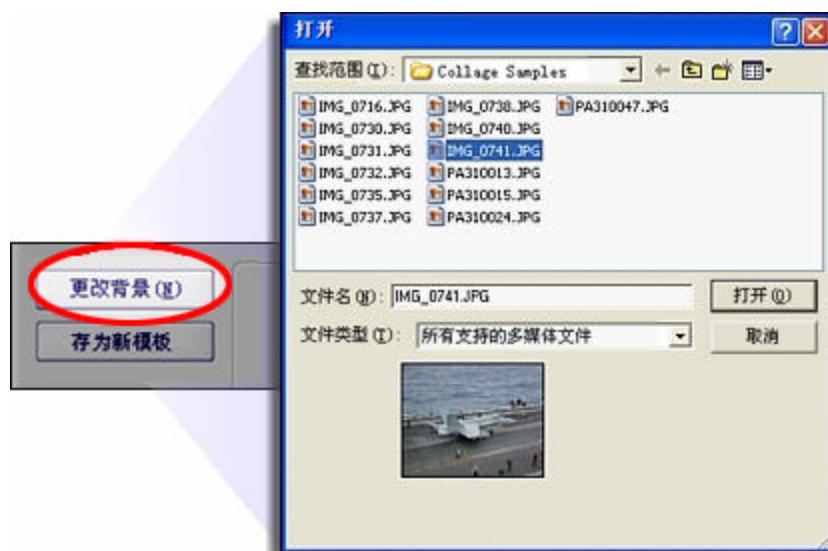 打开
查找范围(I): Collage Samples
IMG_0716.JPG IMG_0738.JPG PA310047.JPG
IMG_0730.JPG IMG_0740.JPG
IMG_0731.JPG IMG_0741.JPG
IMG_0732.JPG PA310013.JPG
IMG_0735.JPG PA310015.JPG
IMG_0737.JPG PA310024.JPG
更改背景(N)
存为新模板
文件名(N): IMG_0741.JPG 打开(O)
文件类型(T): 所有支持的多媒体文件 取消